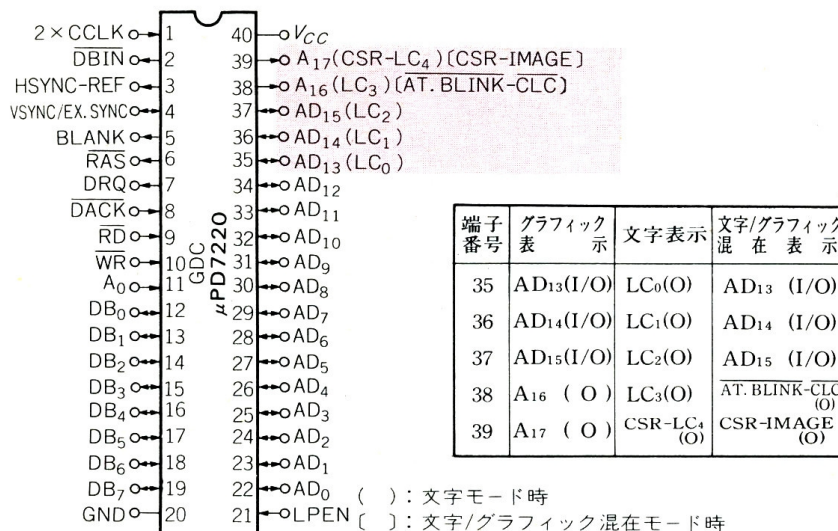 2×CCLK 1 40 VCC
DBIN 2 39 A17(CSR-LC4)〔CSR-IMAGE〕
HSYNC-REF 3 38 A16(LC3)〔AT.BLINK-CLC〕
VSYNC/EX.SYNC 4 37 AD15(LC2)
BLANK 5 36 AD14(LC1)
RAS 6 35 AD13(LC0)
DRQ 7 34 AD12
DACK 8 33 AD11
RD 9 32 AD10
WR 10 31 AD9
A0 11 30 AD8
DB0 12 29 AD7
DB1 13 28 AD6
DB2 14 27 AD5
DB3 15 26 AD4
DB4 16 25 AD3
DB5 17 24 AD2
DB6 18 23 AD1
DB7 19 22 AD0
GND 20 21 LPEN
GDC
μPD7220
( ):文字モード時
〔 〕:文字/グラフィック混在モード時
端子番号 グラフィック表示 文字表示 文字/グラフィック混在表示
35 AD13(I/O) LC0(O) AD13 (I/O)
36 AD14(I/O) LC1(O) AD14 (I/O)
37 AD15(I/O) LC2(O) AD15 (I/O)
38 A16 (O) LC3(O) AT.BLINK-CLC (O)
39 A17 (O) CSR-LC4 (O) CSR-IMAGE (O)